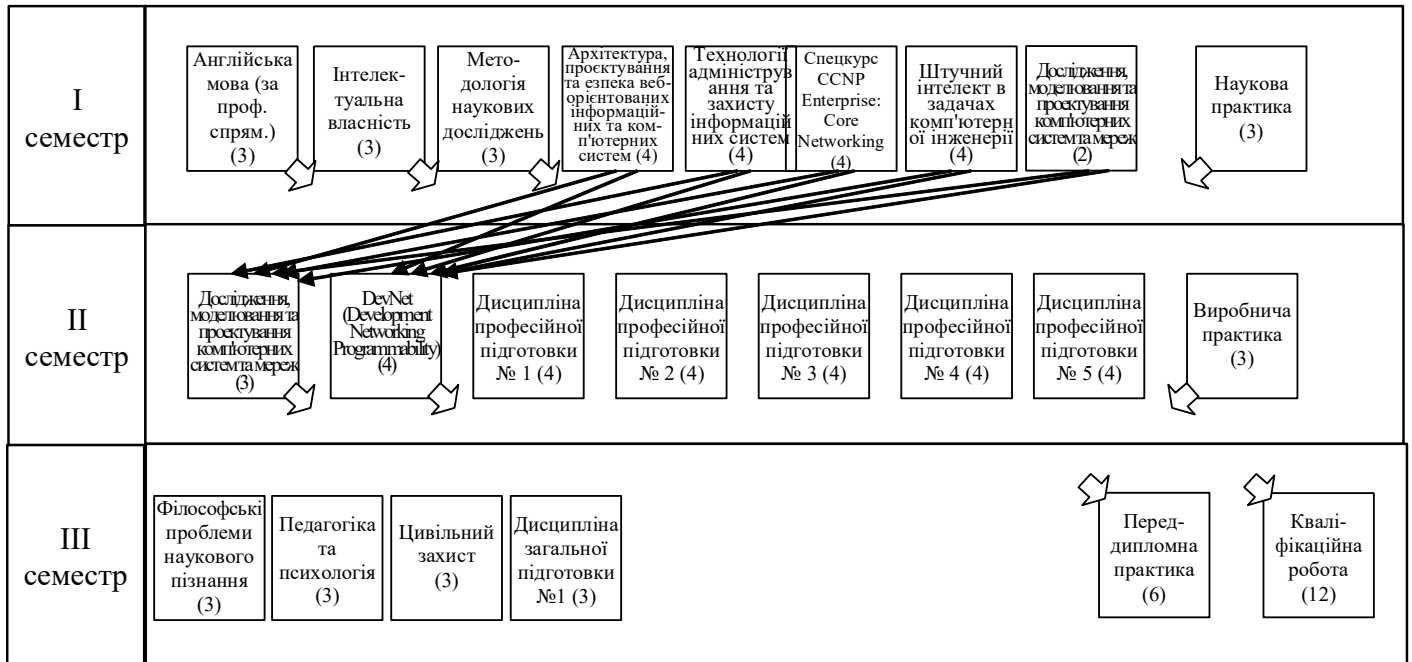 I
семестр
Англійська
мова (за
проф.
спрям.)
(3)
Інтелек-
туальна
власність
(3)
Мето-
дологія
наукових
досліджень
(3)
Архітектура,
проєктування
та езпека веб-
орієнтованих
інформацій-
них та ком-
п'ютерних
систем (4)
Технології
адмініструв
ання та
захисту
інформацій
них систем
(4)
Спецкурс
CCNP
Enterprise:
Core
Networking
(4)
Штучний
інтелект в
задачах
комп'ютерн
ої інженерії
(4)
Дослідження,
моделювання та
проектування
комп'ютерних
систем та мереж
(2)
Наукова
практика
(3)
II
семестр
Дослідження,
моделювання та
проектування
комп'ютерних
систем та мереж
(3)
DevNet
(Development
Networking
Programmability)
(4)
Дисципліна
професійної
підготовки
№ 1 (4)
Дисципліна
професійної
підготовки
№ 2 (4)
Дисципліна
професійної
підготовки
№ 3 (4)
Дисципліна
професійної
підготовки
№ 4 (4)
Дисципліна
професійної
підготовки
№ 5 (4)
Виробнича
практика
(3)
III
семестр
Філософські
проблеми
наукового
пізнання
(3)
Педагогіка
та
психологія
(3)
Цивільний
захист
(3)
Дисципліна
загальної
підготовки
№1 (3)
Перед-
дипломна
практика
(6)
Квалі-
фікаційна
робота
(12)